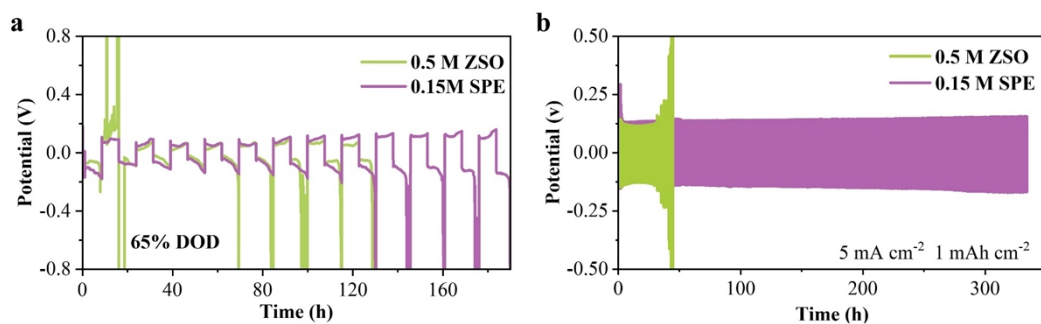 a
0.8
0.4
0.0
-0.4
-0.8
Potential (V)
0.5 M ZSO
0.15M SPE
65% DOD
0 40 80 120 160
Time (h)
b
0.50
0.25
0.00
-0.25
-0.50
Potential (v)
0.5 M ZSO
0.15 M SPE
5 mA cm⁻² 1 mAh cm⁻²
0 100 200 300
Time (h)